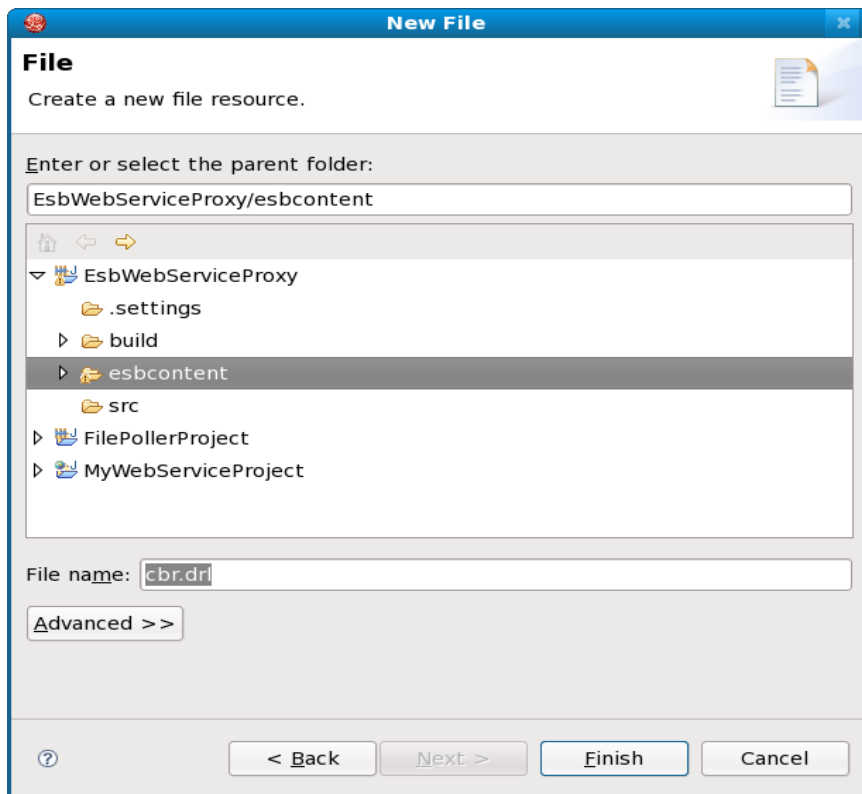 New File
File
Create a new file resource.
Enter or select the parent folder:
EsbWebServiceProxy/esbcontent
EsbWebServiceProxy
.settings
build
esbcontent
src
FilePollerProject
MyWebServiceProject
File name: cbr.drl
Advanced >>
< Back Next > Finish Cancel